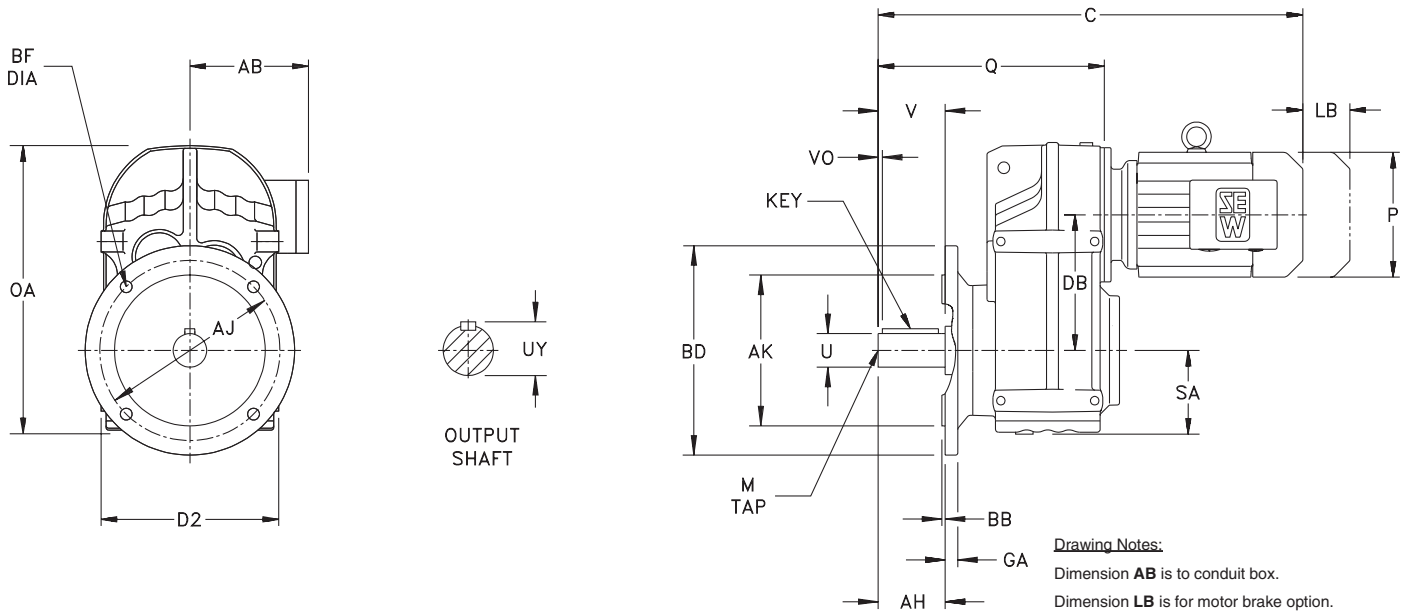 BF
DIA
AB
OA
AJ
D2
UY
OUTPUT
SHAFT
C
Q
V
LB
VO
KEY
SEW
P
DB
BD
AK
U
SA
M
TAP
BB
GA
AH
Drawing Notes:
Dimension AB is to conduit box.
Dimension LB is for motor brake option.